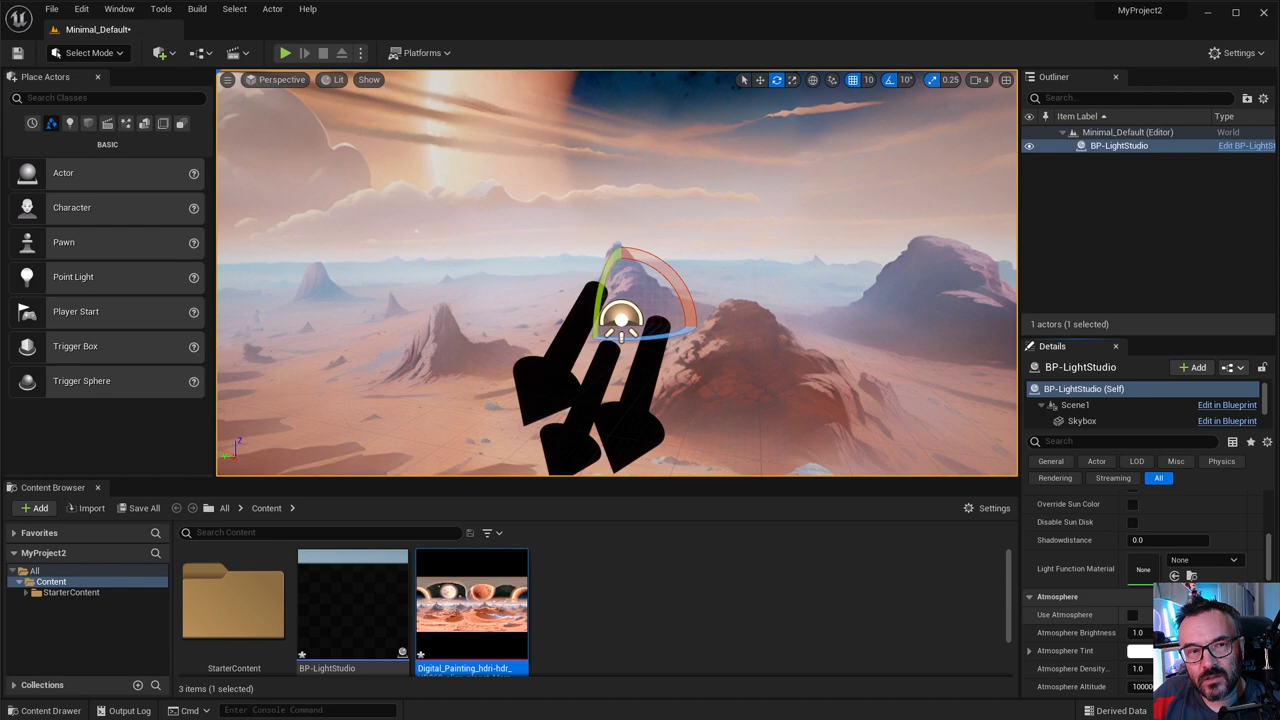 File Edit Window Tools Build Select Actor Help
MyProject2
Minimal_Default*
Select Mode
Platforms
Settings
Place Actors
Search Classes
BASIC
Actor
Character
Pawn
Point Light
Player Start
Trigger Box
Trigger Sphere
Perspective Lit Show
10 10° 0.25 4
Z
Outliner
Search...
Item Label Type
Minimal_Default (Editor) World
BP-LightStudio Edit BP-LightS
1 actors (1 selected)
Details
BP-LightStudio
Add
BP-LightStudio (Self)
Scene1 Edit in Blueprint
Skybox Edit in Blueprint
Search
General Actor LOD Misc Physics
Rendering Streaming All
Override Sun Color
Disable Sun Disk
Shadowdistance 0.0
Light Function Material None None
Atmosphere
Use Atmosphere
Atmosphere Brightness 1.0
Atmosphere Tint
Atmosphere Density... 1.0
Atmosphere Altitude 10000
Content Browser
Add Import Save All All Content Settings
Favorites
MyProject2
All
Content
StarterContent
Collections
Search Content
StarterContent
BP-LightStudio
Digital_Painting_hdri-hdr_
3 items (1 selected)
Content Drawer Output Log Cmd Enter Console Command Derived Data